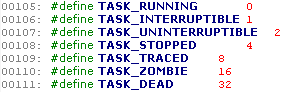 00105: #define TASK_RUNNING 0
00106: #define TASK_INTERRUPTIBLE 1
00107: #define TASK_UNINTERRUPTIBLE 2
00108: #define TASK_STOPPED 4
00109: #define TASK_TRACED 8
00110: #define TASK_ZOMBIE 16
00111: #define TASK_DEAD 32